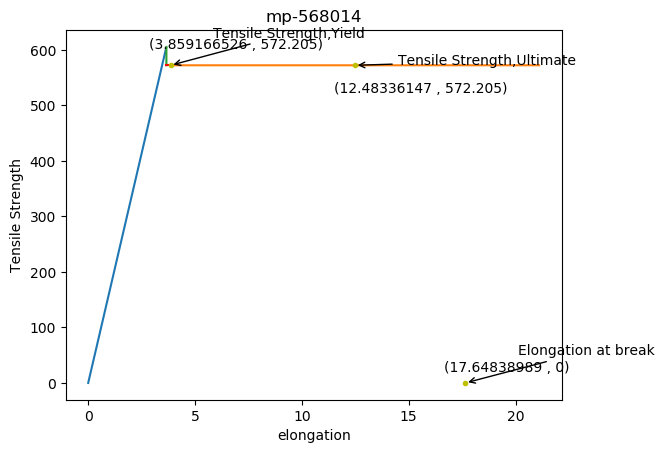 mp-568014
Tensile Strength,Yield
(3.859166526 , 572.205)
Tensile Strength,Ultimate
(12.48336147 , 572.205)
Elongation at break
(17.64838989 , 0)
Tensile Strength
600
500
400
300
200
100
0
0 5 10 15 20
elongation